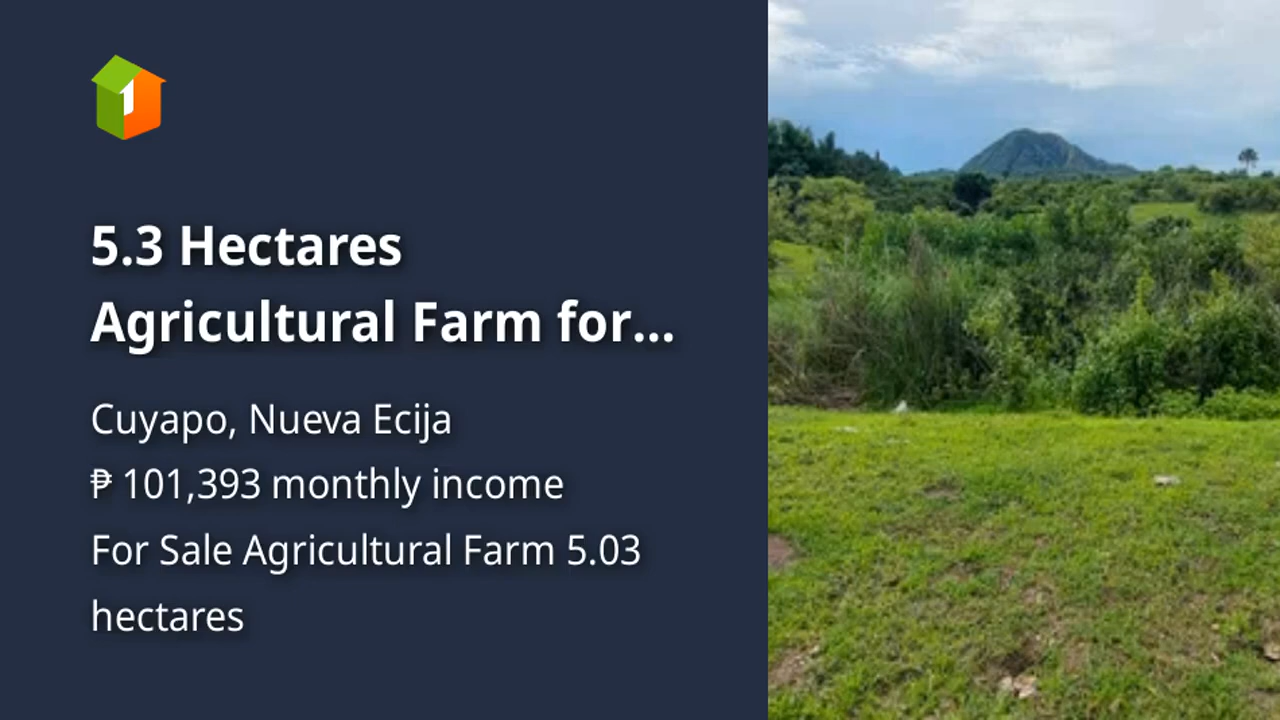 5.3 Hectares
Agricultural Farm for...
Cuyapo, Nueva Ecija
₱ 101,393 monthly income
For Sale Agricultural Farm 5.03
hectares